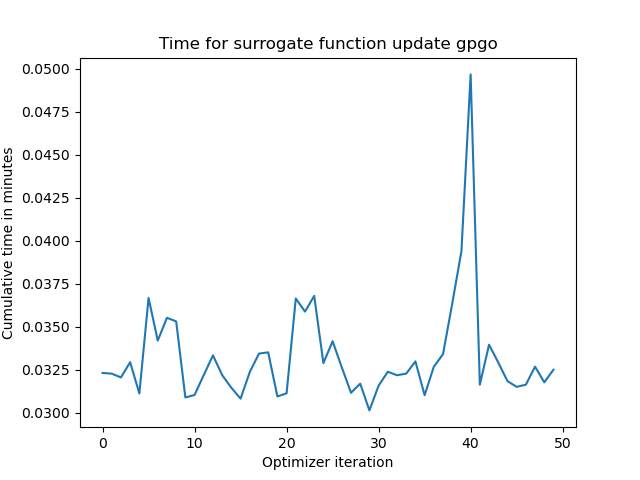 Time for surrogate function update gpgo
0.0500
0.0475
0.0450
0.0425
0.0400
0.0375
0.0350
0.0325
0.0300
Cumulative time in minutes
0 10 20 30 40 50
Optimizer iteration